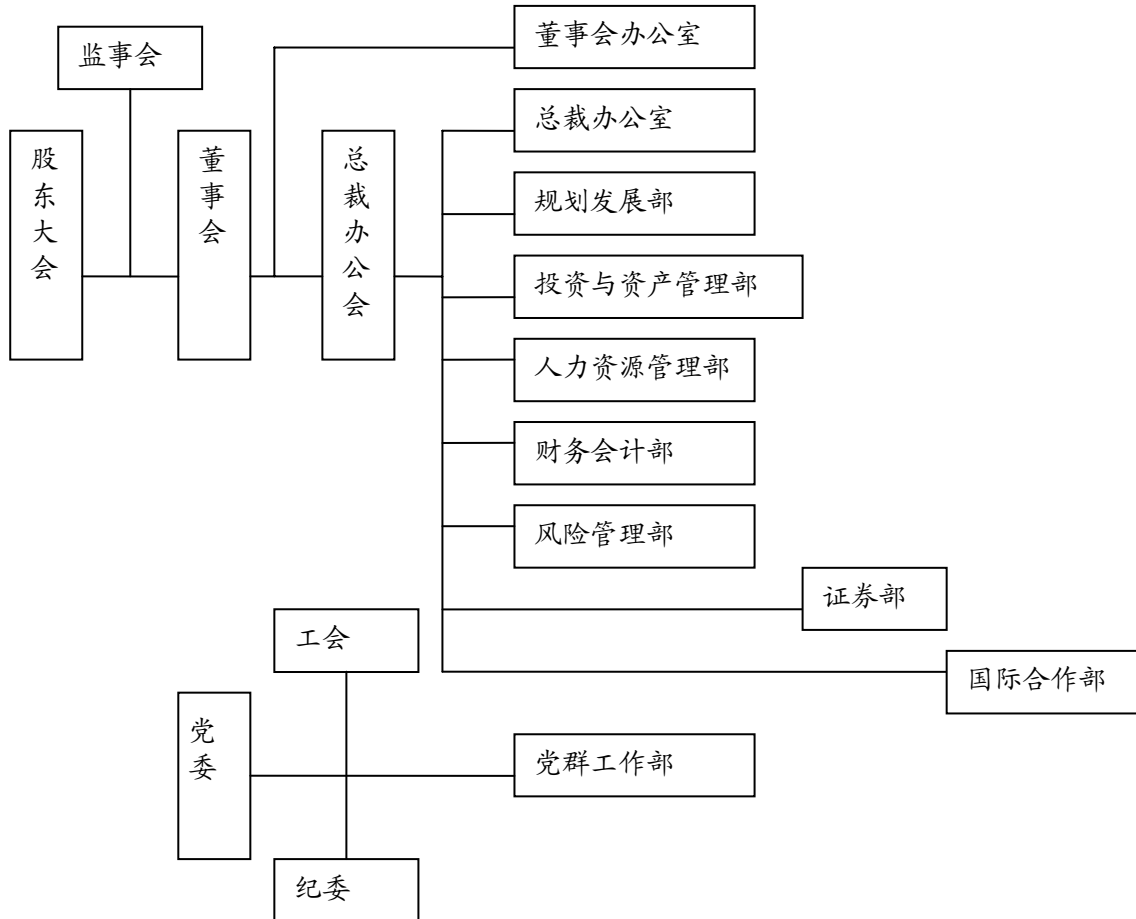 监事会
董事会办公室
总裁办公室
股东大会
董事会
总裁办公会
规划发展部
投资与资产管理部
人力资源管理部
财务会计部
风险管理部
证券部
工会
国际合作部
党委
党群工作部
纪委